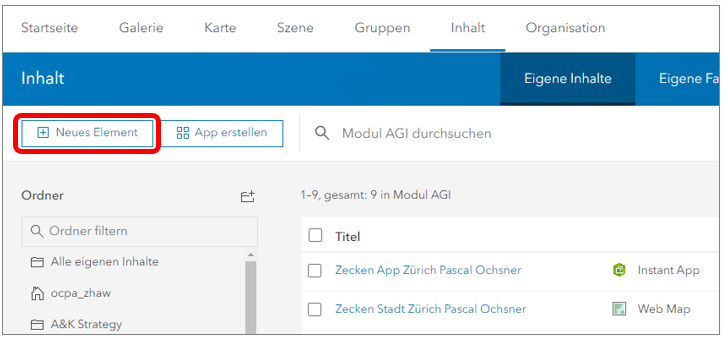 Startseite Galerie Karte Szene Gruppen Inhalt Organisation
Inhalt Eigene Inhalte Eigene Fa
Neues Element App erstellen Modul AGI durchsuchen
Ordner 1–9, gesamt: 9 in Modul AGI
Ordner filtern Titel
Alle eigenen Inhalte Zecken App Zürich Pascal Ochsner Instant App
ocpa_zhaw Zecken Stadt Zürich Pascal Ochsner Web Map
A&K Strategy